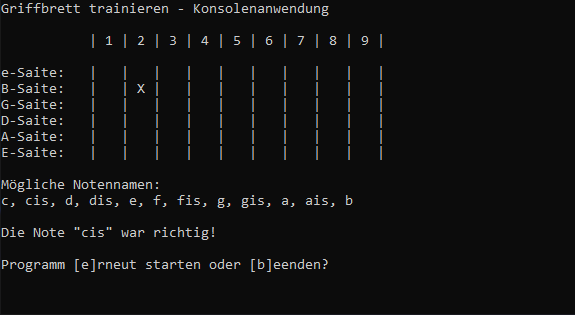 Griffbrett trainieren - Konsolenanwendung
| 1 | 2 | 3 | 4 | 5 | 6 | 7 | 8 | 9 |
e-Saite: | | | | | | | | | |
B-Saite: | | X | | | | | | | |
G-Saite: | | | | | | | | | |
D-Saite: | | | | | | | | | |
A-Saite: | | | | | | | | | |
E-Saite: | | | | | | | | | |
Mögliche Notennamen:
c, cis, d, dis, e, f, fis, g, gis, a, ais, b
Die Note "cis" war richtig!
Programm [e]rneut starten oder [b]eenden?